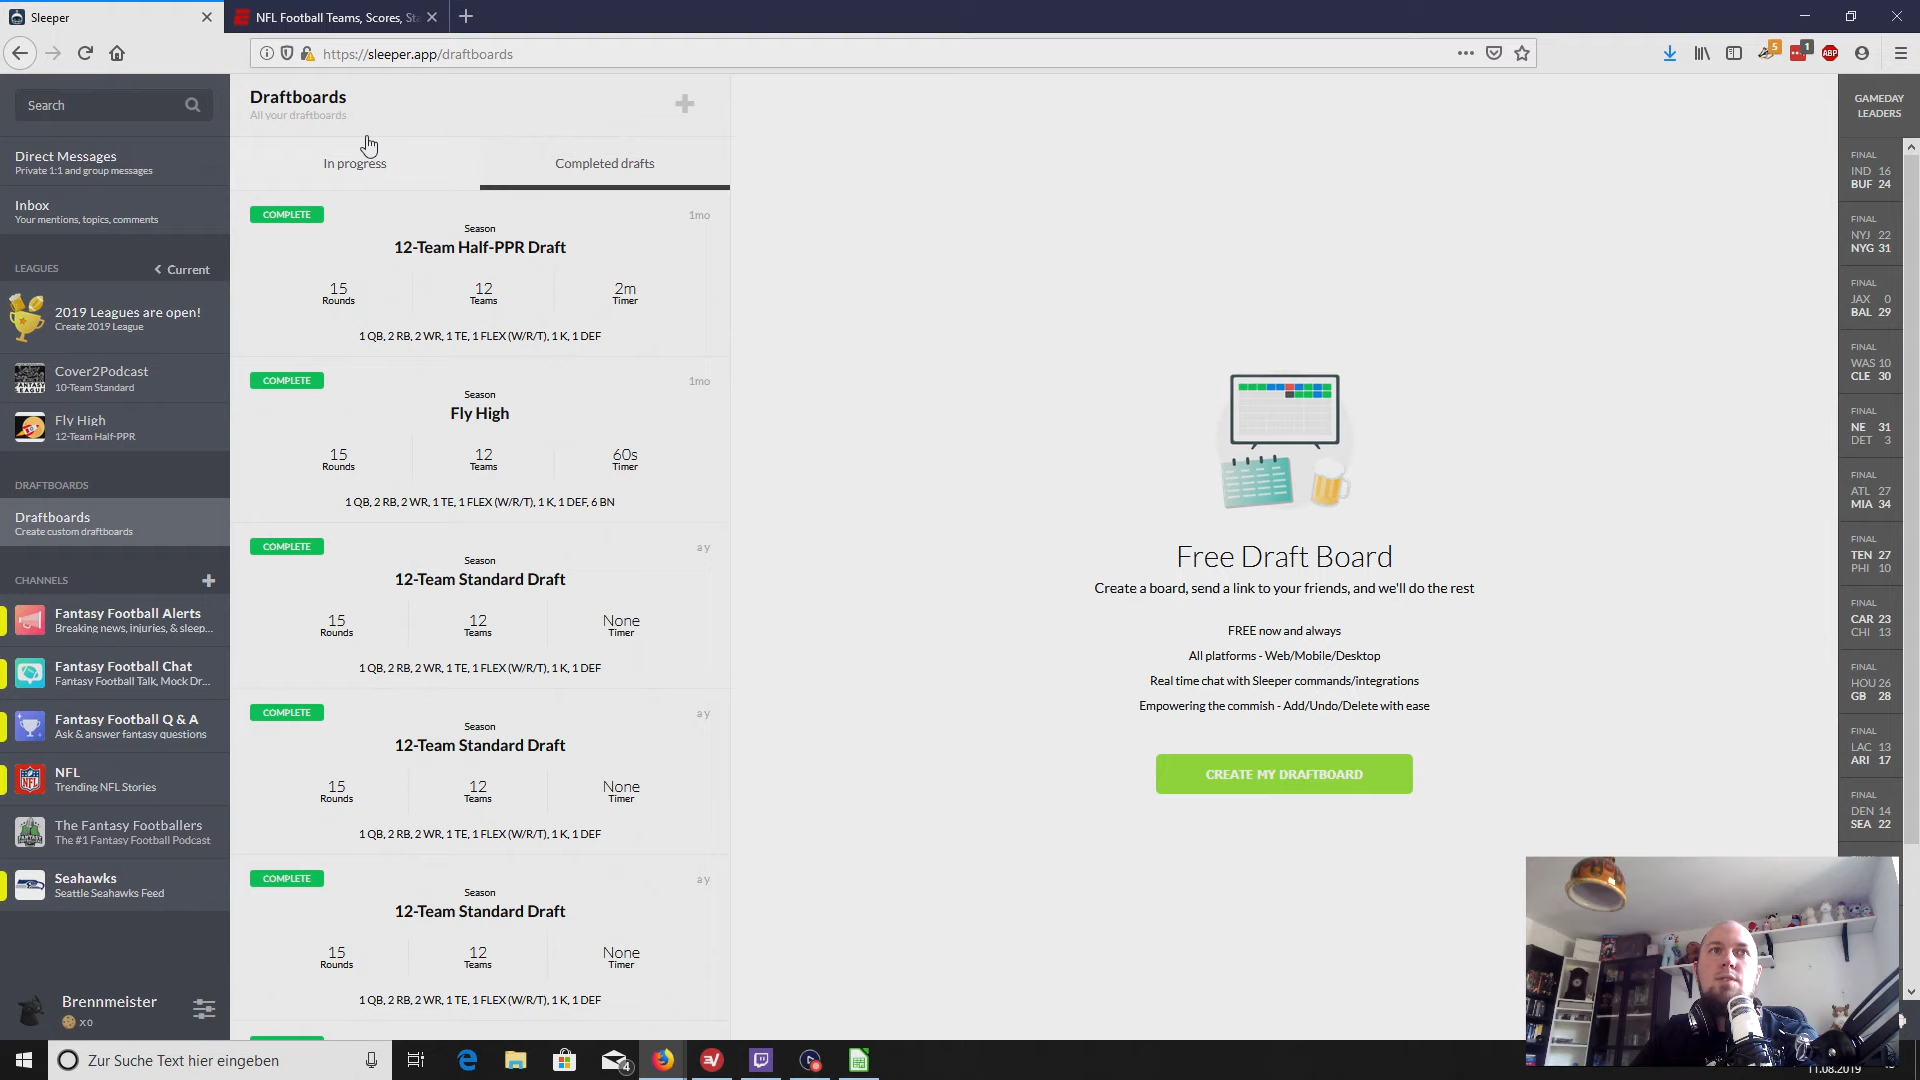 Sleeper
NFL Football Teams, Scores, St
https://sleeper.app/draftboards
5
1
ABP
Search
Direct Messages
Private 1:1 and group messages
Inbox
Your mentions, topics, comments
LEAGUES
Current
2019 Leagues are open!
Create 2019 League
Cover2Podcast
10-Team Standard
Fly High
12-Team Half-PPR
DRAFTBOARDS
Draftboards
Create custom draftboards
CHANNELS
Fantasy Football Alerts
Breaking news, injuries, & sleep...
Fantasy Football Chat
Fantasy Football Talk, Mock Dr...
Fantasy Football Q & A
Ask & answer fantasy questions
NFL
Trending NFL Stories
The Fantasy Footballers
The #1 Fantasy Football Podcast
Seahawks
Seattle Seahawks Feed
Brennmeister
X0
Draftboards
All your draftboards
In progress
Completed drafts
COMPLETE
1mo
Season
12-Team Half-PPR Draft
15 12 2m
Rounds Teams Timer
1 QB, 2 RB, 2 WR, 1 TE, 1 FLEX (W/R/T), 1 K, 1 DEF
COMPLETE
1mo
Season
Fly High
15 12 60s
Rounds Teams Timer
1 QB, 2 RB, 2 WR, 1 TE, 1 FLEX (W/R/T), 1 K, 1 DEF, 6 BN
COMPLETE
a y
Season
12-Team Standard Draft
15 12 None
Rounds Teams Timer
1 QB, 2 RB, 2 WR, 1 TE, 1 FLEX (W/R/T), 1 K, 1 DEF
COMPLETE
a y
Season
12-Team Standard Draft
15 12 None
Rounds Teams Timer
1 QB, 2 RB, 2 WR, 1 TE, 1 FLEX (W/R/T), 1 K, 1 DEF
COMPLETE
a y
Season
12-Team Standard Draft
15 12 None
Rounds Teams Timer
1 QB, 2 RB, 2 WR, 1 TE, 1 FLEX (W/R/T), 1 K, 1 DEF
Free Draft Board
Create a board, send a link to your friends, and we'll do the rest
FREE now and always
All platforms - Web/Mobile/Desktop
Real time chat with Sleeper commands/integrations
Empowering the commish - Add/Undo/Delete with ease
CREATE MY DRAFTBOARD
GAMEDAY
LEADERS
FINAL
IND 16
BUF 24
FINAL
NYJ 22
NYG 31
FINAL
JAX 0
BAL 29
FINAL
WAS 10
CLE 30
FINAL
NE 31
DET 3
FINAL
ATL 27
MIA 34
FINAL
TEN 27
PHI 10
FINAL
CAR 23
CHI 13
FINAL
HOU 26
GB 28
FINAL
LAC 13
ARI 17
FINAL
DEN 14
SEA 22
Zur Suche Text hier eingeben
4
11.08.2019